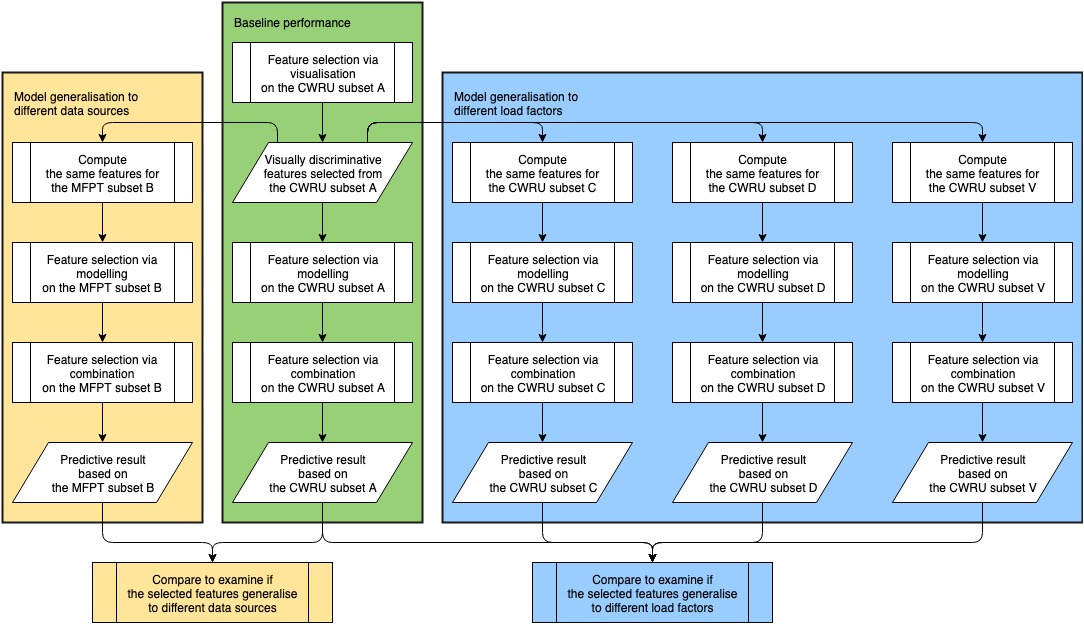 Baseline performance
Feature selection via
visualisation
on the CWRU subset A
Model generalisation to
different data sources
Model generalisation to
different load factors
Compute
the same features for
the MFPT subset B
Visually discriminative
features selected from
the CWRU subset A
Compute
the same features for
the CWRU subset C
Compute
the same features for
the CWRU subset D
Compute
the same features for
the CWRU subset V
Feature selection via
modelling
on the MFPT subset B
Feature selection via
modelling
on the CWRU subset A
Feature selection via
modelling
on the CWRU subset C
Feature selection via
modelling
on the CWRU subset D
Feature selection via
modelling
on the CWRU subset V
Feature selection via
combination
on the MFPT subset B
Feature selection via
combination
on the CWRU subset A
Feature selection via
combination
on the CWRU subset C
Feature selection via
combination
on the CWRU subset D
Feature selection via
combination
on the CWRU subset V
Predictive result
based on
the MFPT subset B
Predictive result
based on
the CWRU subset A
Predictive result
based on
the CWRU subset C
Predictive result
based on
the CWRU subset D
Predictive result
based on
the CWRU subset V
Compare to examine if
the selected features generalise
to different data sources
Compare to examine if
the selected features generalise
to different load factors